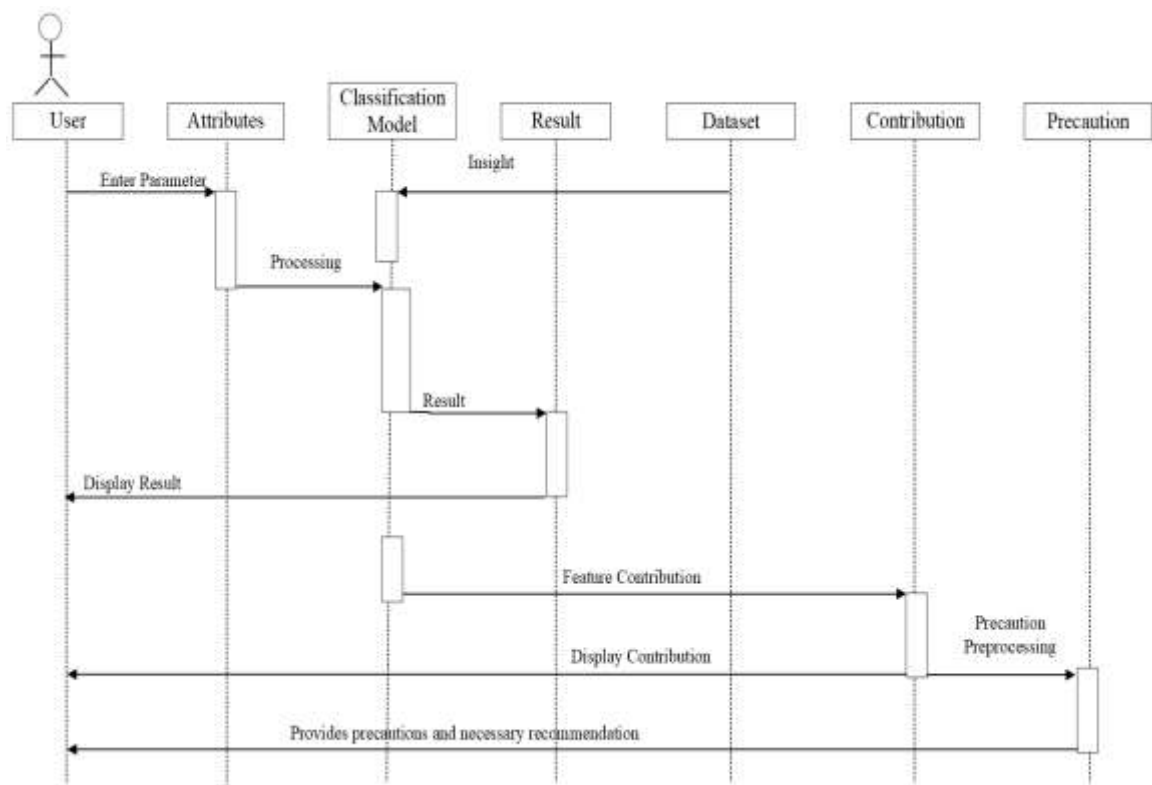 Classification
Model
User
Attributes
Result
Dataset
Contribution
Precaution
Insight
Enter Parameter
Processing
Result
Display Result
Feature Contribution
Precaution
Preprocessing
Display Contribution
Provides precautions and necessary recommendation